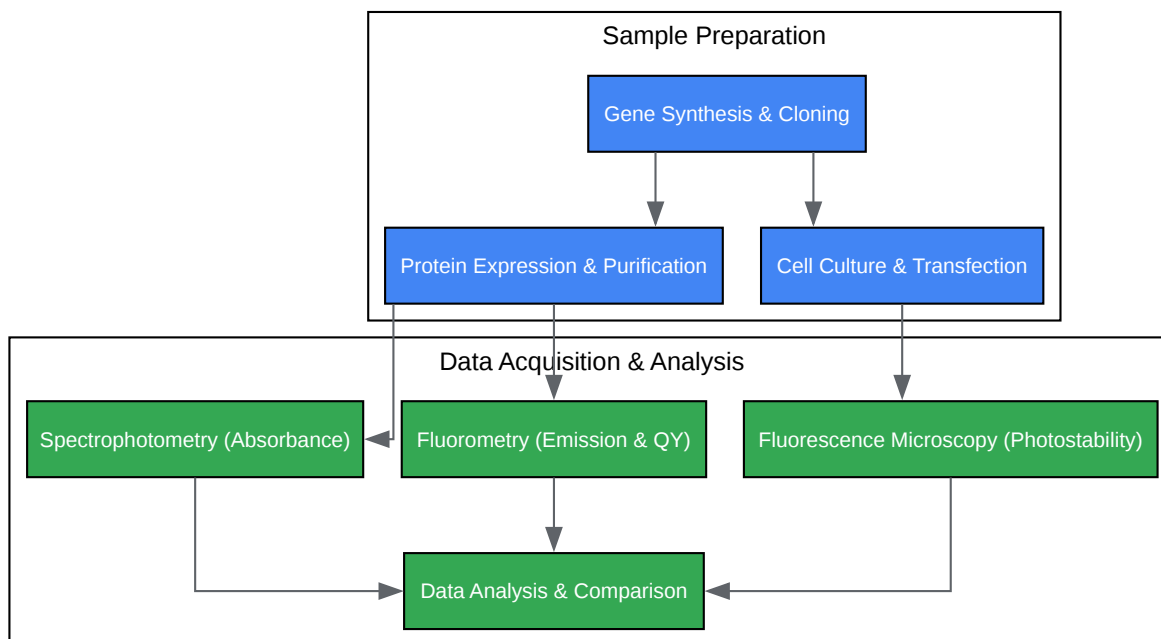 Sample Preparation
Gene Synthesis & Cloning
Protein Expression & Purification
Cell Culture & Transfection
Data Acquisition & Analysis
Spectrophotometry (Absorbance)
Fluorometry (Emission & QY)
Fluorescence Microscopy (Photostability)
Data Analysis & Comparison